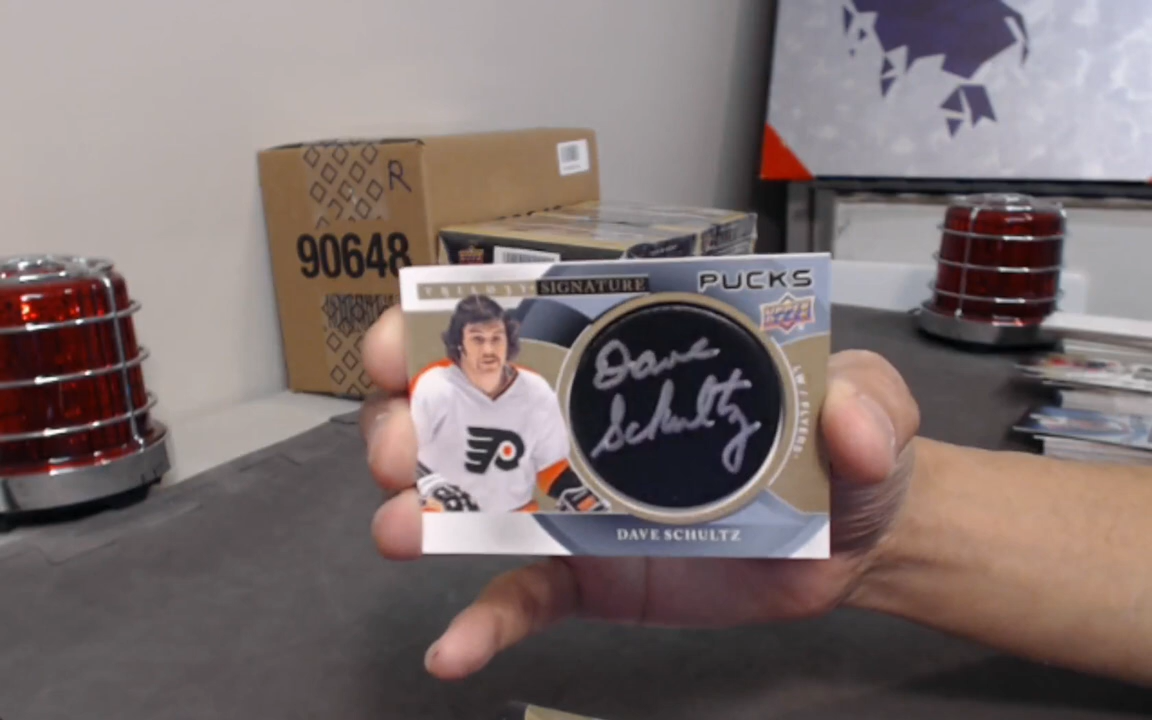 R
90648
TRILOGY SIGNATURE
PUCKS
UPPER DECK
Dave
Schultz
LW / FLYERS
DAVE SCHULTZ